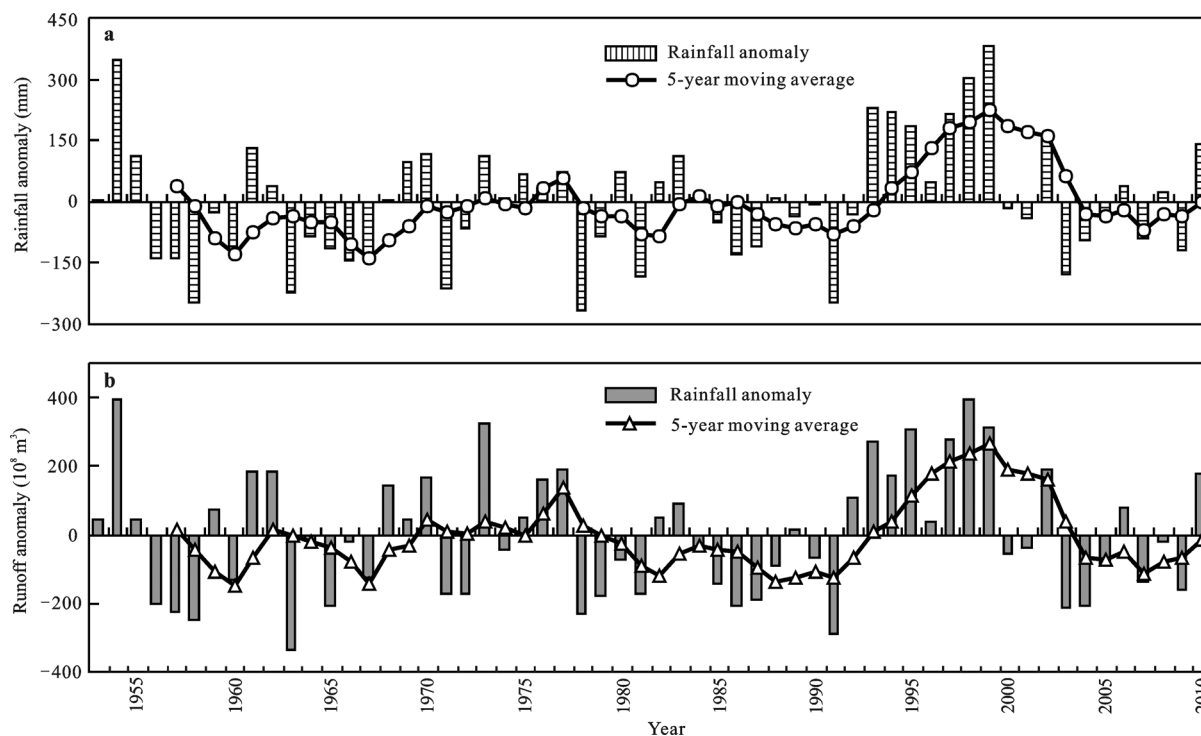 450
a
Rainfall anomaly
5-year moving average
300
150
0
−150
−300
Rainfall anomaly (mm)
b
Rainfall anomaly
5-year moving average
400
200
0
−200
−400
Runoff anomaly (10⁸ m³)
1955 1960 1965 1970 1975 1980 1985 1990 1995 2000 2005 2010
Year